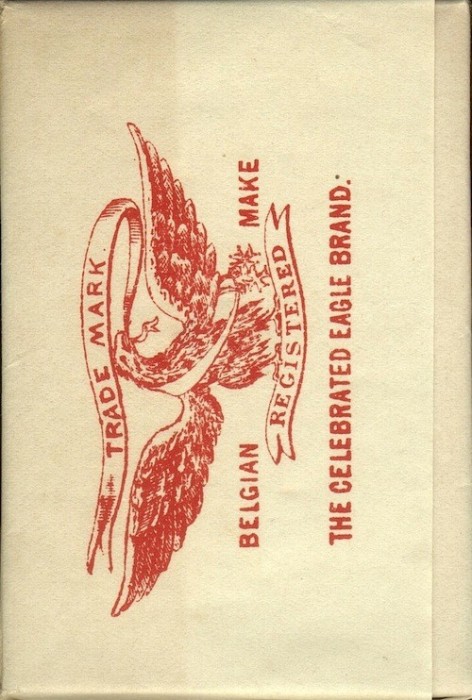 TRADE MARK
BELGIAN MAKE
REGISTERED
THE CELEBRATED EAGLE BRAND.